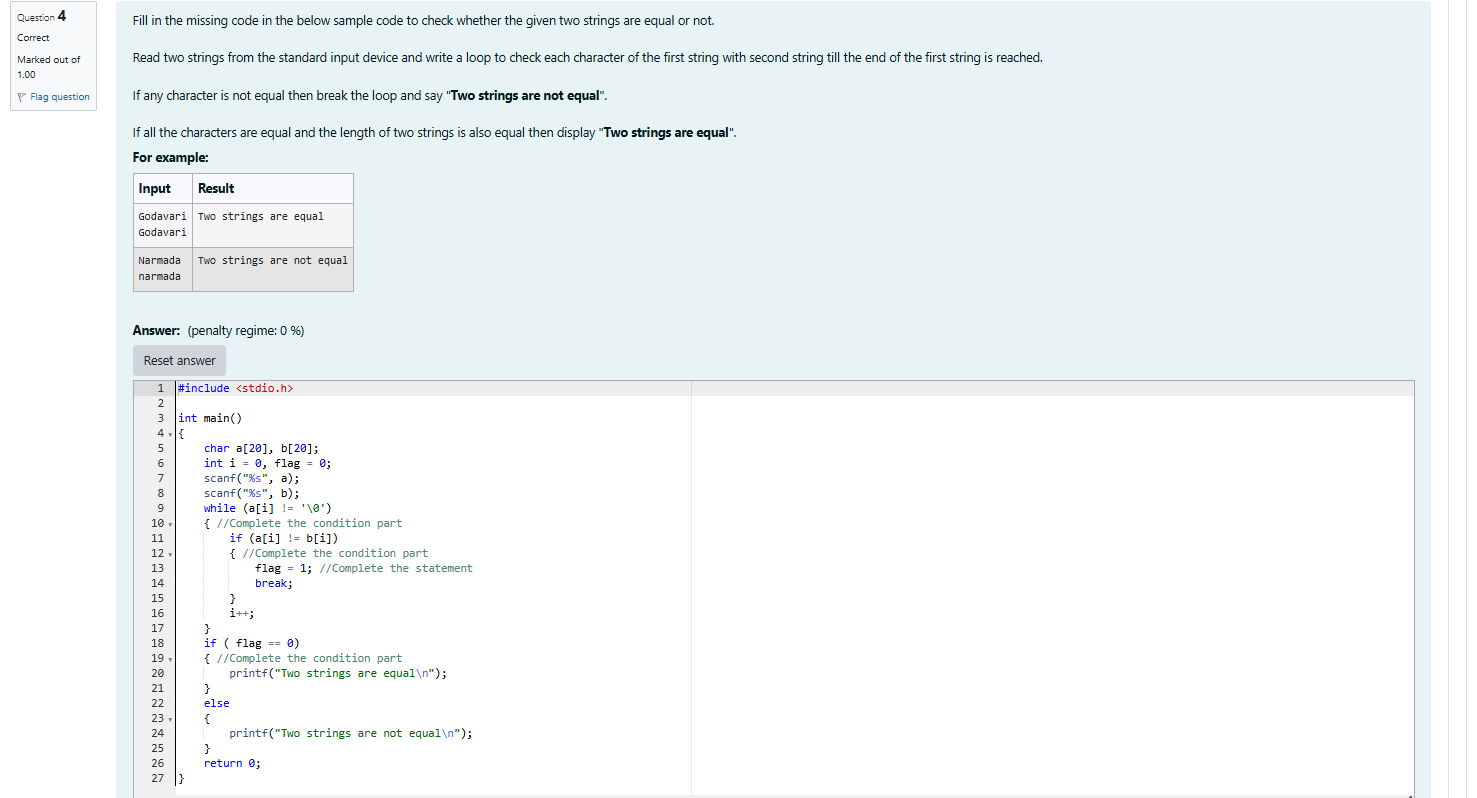 Question 4
Correct
Marked out of
1.00
Flag question
Fill in the missing code in the below sample code to check whether the given two strings are equal or not.
Read two strings from the standard input device and write a loop to check each character of the first string with second string till the end of the first string is reached.
If any character is not equal then break the loop and say "Two strings are not equal".
If all the characters are equal and the length of two strings is also equal then display "Two strings are equal".
For example:
Input Result
Godavari Two strings are equal
Godavari
Narmada Two strings are not equal
narmada
Answer: (penalty regime: 0 %)
Reset answer
1 #include <stdio.h>
2
3 int main()
4 {
5 char a[20], b[20];
6 int i = 0, flag = 0;
7 scanf("%s", a);
8 scanf("%s", b);
9 while (a[i] != '\0')
10 { //Complete the condition part
11 if (a[i] != b[i])
12 { //Complete the condition part
13 flag = 1; //Complete the statement
14 break;
15 }
16 i++;
17 }
18 if ( flag == 0)
19 { //Complete the condition part
20 printf("Two strings are equal\n");
21 }
22 else
23 {
24 printf("Two strings are not equal\n");
25 }
26 return 0;
27 }